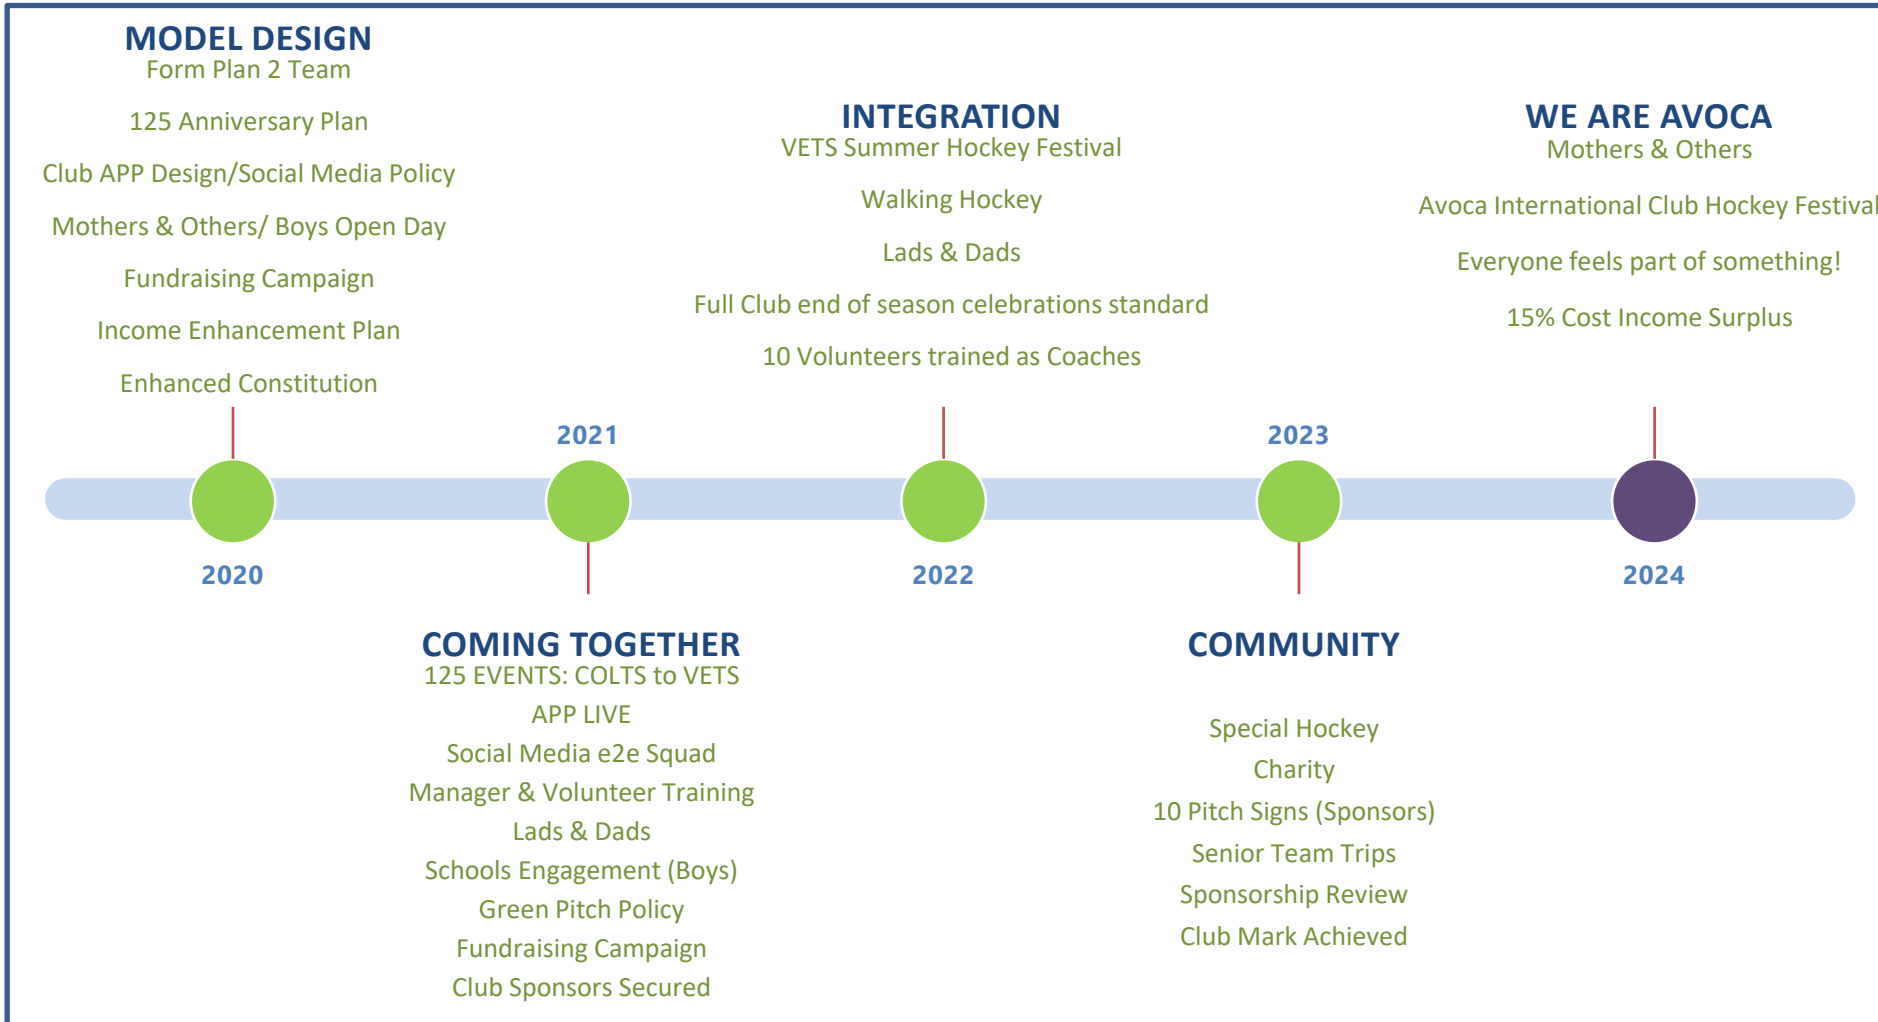 MODEL DESIGN
Form Plan 2 Team
125 Anniversary Plan
Club APP Design/Social Media Policy
Mothers & Others/ Boys Open Day
Fundraising Campaign
Income Enhancement Plan
Enhanced Constitution
2020
2021
COMING TOGETHER
125 EVENTS: COLTS to VETS
APP LIVE
Social Media e2e Squad
Manager & Volunteer Training
Lads & Dads
Schools Engagement (Boys)
Green Pitch Policy
Fundraising Campaign
Club Sponsors Secured
INTEGRATION
VETS Summer Hockey Festival
Walking Hockey
Lads & Dads
Full Club end of season celebrations standard
10 Volunteers trained as Coaches
2022
2023
COMMUNITY
Special Hockey
Charity
10 Pitch Signs (Sponsors)
Senior Team Trips
Sponsorship Review
Club Mark Achieved
WE ARE AVOCA
Mothers & Others
Avoca International Club Hockey Festival
Everyone feels part of something!
15% Cost Income Surplus
2024